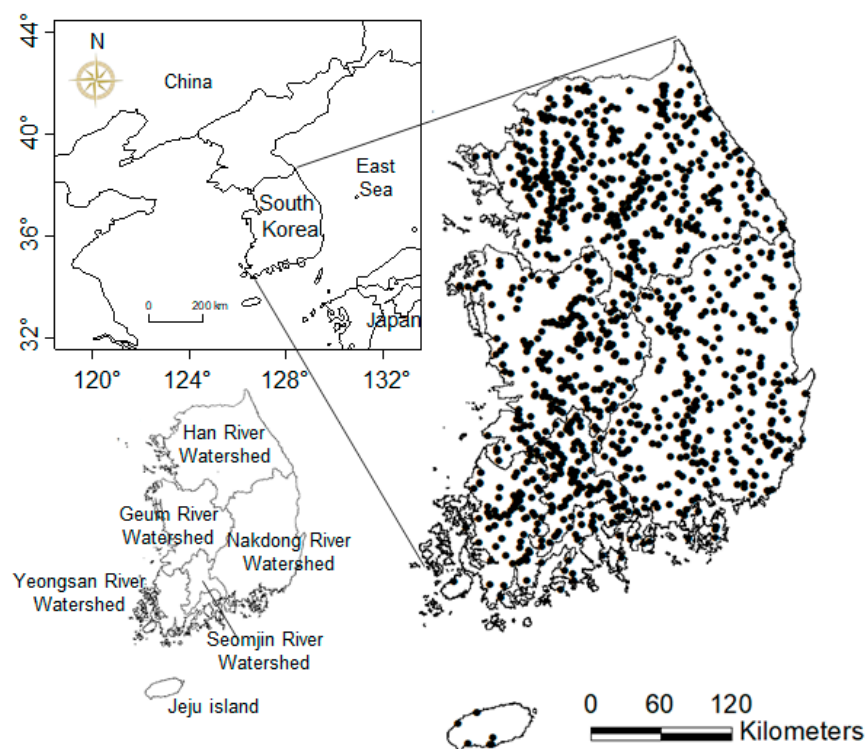 44°
40°
36°
32°
N
China
East
Sea
South
Korea
Japan
0 200 km
120° 124° 128° 132°
Han River
Watershed
Geum River
Watershed
Nakdong River
Watershed
Yeongsan River
Watershed
Seomjin River
Watershed
Jeju island
0 60 120
Kilometers